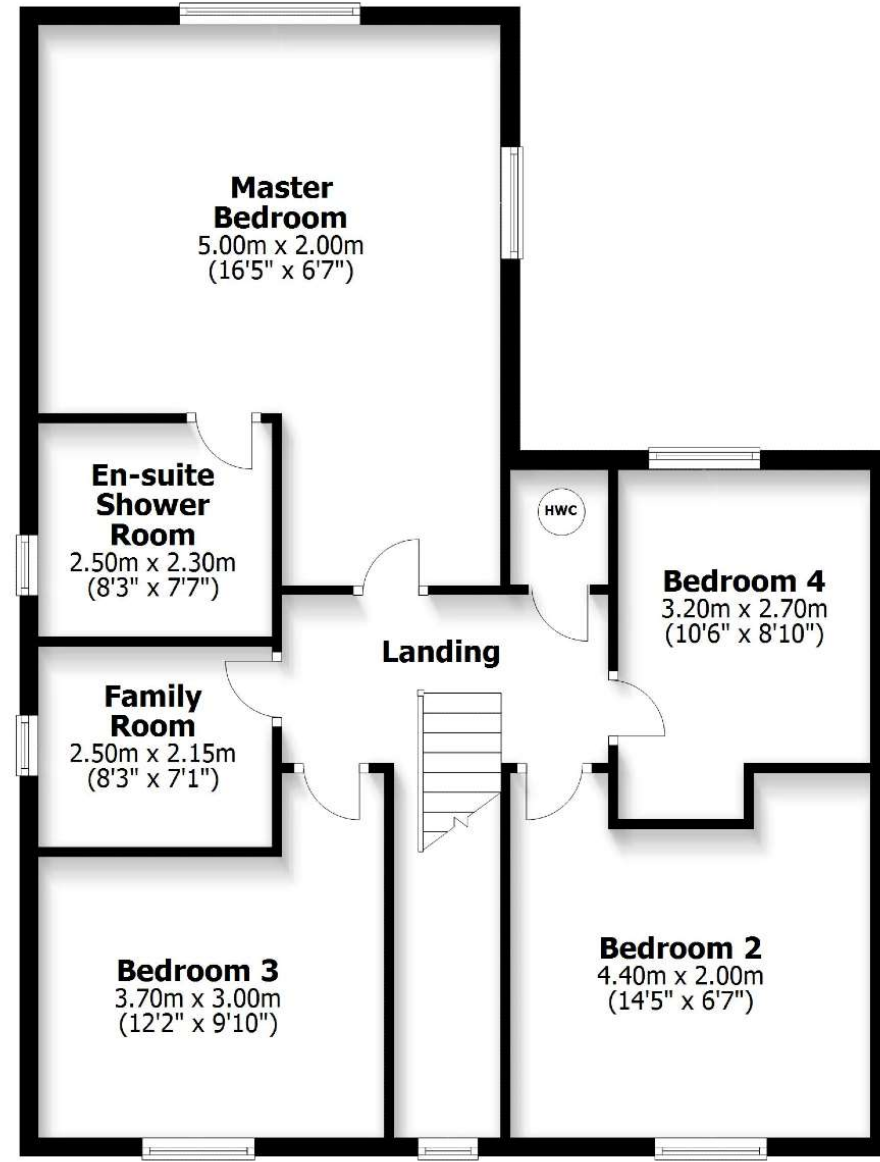 Master
Bedroom
5.00m x 2.00m
(16'5" x 6'7")
En-suite
Shower
Room
2.50m x 2.30m
(8'3" x 7'7")
HWC
Bedroom 4
3.20m x 2.70m
(10'6" x 8'10")
Landing
Family
Room
2.50m x 2.15m
(8'3" x 7'1")
Bedroom 3
3.70m x 3.00m
(12'2" x 9'10")
Bedroom 2
4.40m x 2.00m
(14'5" x 6'7")